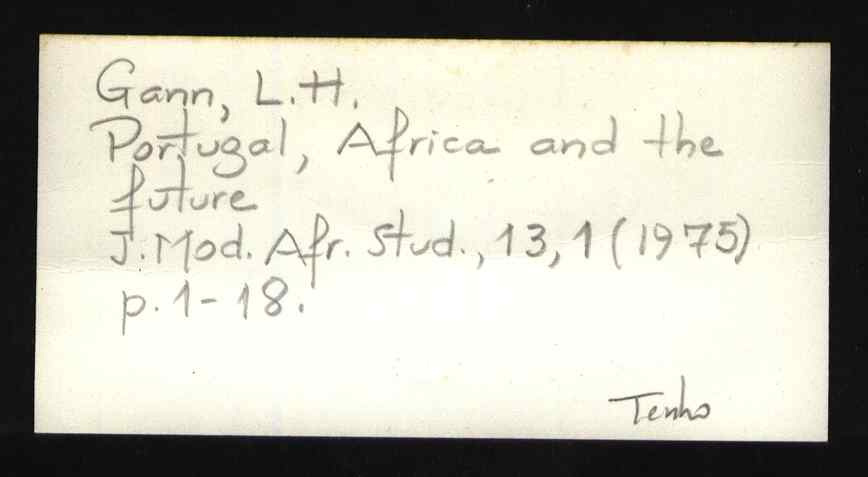 Gann, L.H.
Portugal, Africa and the
future
J. Mod. Afr. Stud., 13, 1 (1975)
p. 1-18.
Tenho